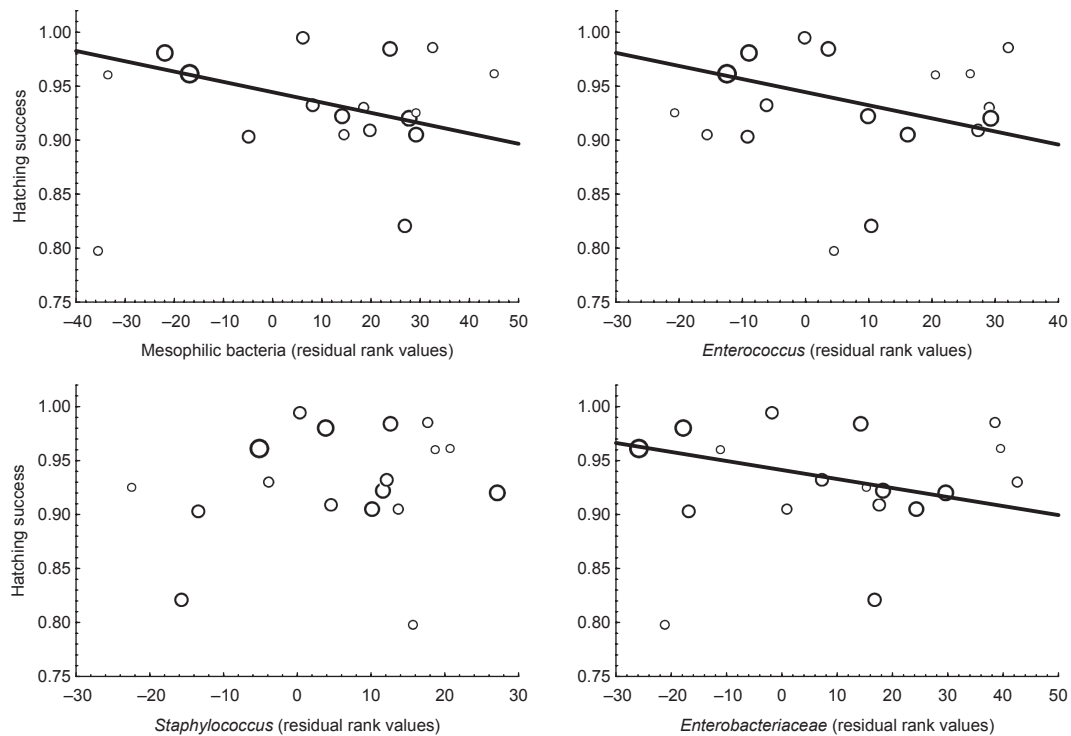 Hatching success
1.00
0.95
0.90
0.85
0.80
0.75
–40 –30 –20 –10 0 10 20 30 40 50
Mesophilic bacteria (residual rank values)
1.00
0.95
0.90
0.85
0.80
0.75
–30 –20 –10 0 10 20 30 40
Enterococcus (residual rank values)
Hatching success
1.00
0.95
0.90
0.85
0.80
0.75
–30 –20 –10 0 10 20 30
Staphylococcus (residual rank values)
1.00
0.95
0.90
0.85
0.80
0.75
–30 –20 –10 0 10 20 30 40 50
Enterobacteriaceae (residual rank values)